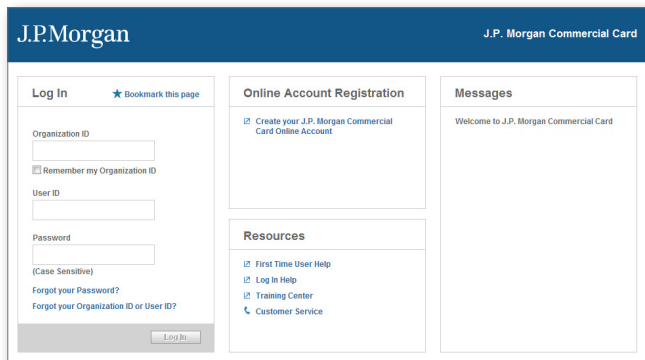 J.P.Morgan
J.P. Morgan Commercial Card
Log In
Bookmark this page
Organization ID
Remember my Organization ID
User ID
Password
(Case Sensitive)
Forgot your Password?
Forgot your Organization ID or User ID?
Log In
Online Account Registration
Create your J.P. Morgan Commercial
Card Online Account
Resources
First Time User Help
Log In Help
Training Center
Customer Service
Messages
Welcome to J.P. Morgan Commercial Card